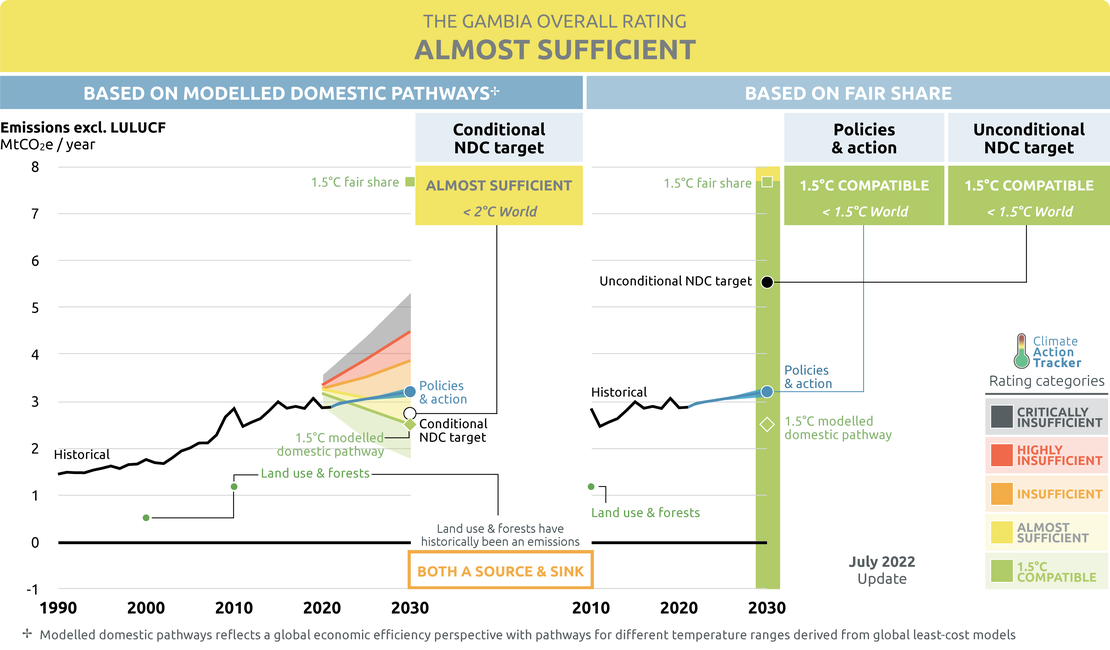 THE GAMBIA OVERALL RATING
ALMOST SUFFICIENT
BASED ON MODELLED DOMESTIC PATHWAYS✢
BASED ON FAIR SHARE
Emissions excl. LULUCF
MtCO₂e / year
Conditional
NDC target
Policies
& action
Unconditional
NDC target
ALMOST SUFFICIENT
< 2°C World
1.5°C COMPATIBLE
< 1.5°C World
1.5°C COMPATIBLE
< 1.5°C World
8
7
6
5
4
3
2
1
0
-1
1.5°C fair share
Historical
Policies
& action
Conditional
NDC target
1.5°C modelled
domestic pathway
Land use & forests
Land use & forests have
historically been an emissions
BOTH A SOURCE & SINK
1990
2000
2010
2020
2030
1.5°C fair share
Unconditional NDC target
Historical
Policies
& action
1.5°C modelled
domestic pathway
Land use & forests
2010
2020
2030
Climate
Action
Tracker
Rating categories
CRITICALLY
INSUFFICIENT
HIGHLY
INSUFFICIENT
INSUFFICIENT
ALMOST
SUFFICIENT
1.5°C
COMPATIBLE
July 2022
Update
✢ Modelled domestic pathways reflects a global economic efficiency perspective with pathways for different temperature ranges derived from global least-cost models